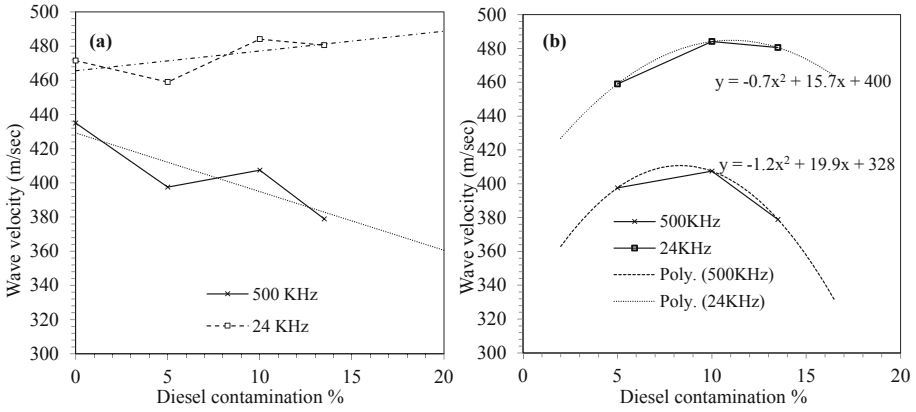 (a)
Wave velocity (m/sec)
500
480
460
440
420
400
380
360
340
320
300
0
5
10
15
20
Diesel contamination %
500 KHz
24 KHz
(b)
Wave velocity (m/sec)
500
480
460
440
420
400
380
360
340
320
300
0
5
10
15
20
Diesel contamination %
y = -0.7x² + 15.7x + 400
y = -1.2x² + 19.9x + 328
500KHz
24KHz
Poly. (500KHz)
Poly. (24KHz)